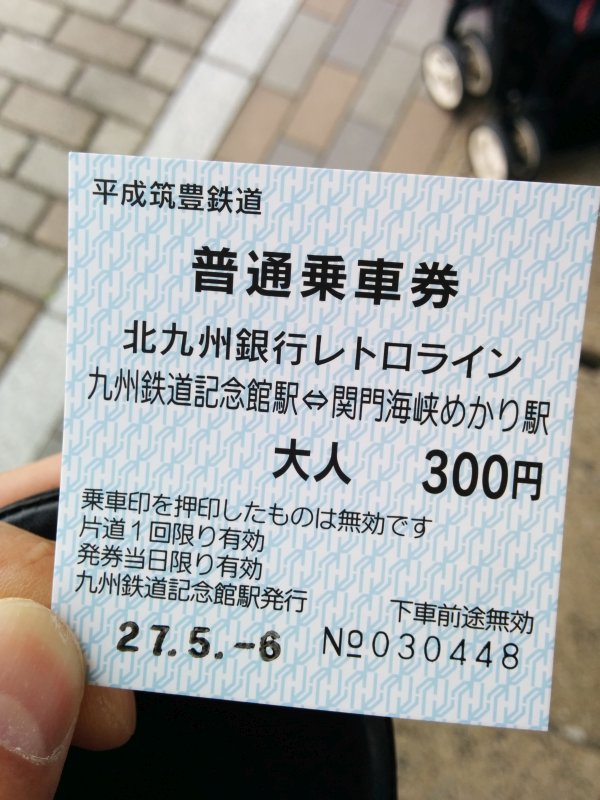 平成筑豊鉄道
普通乗車券
北九州銀行レトロライン
九州鉄道記念館駅⇔関門海峡めかり駅
大人 300円
乗車印を押印したものは無効です
片道1回限り有効
発券当日限り有効
九州鉄道記念館駅発行
下車前途無効
27.5.-6 №030448